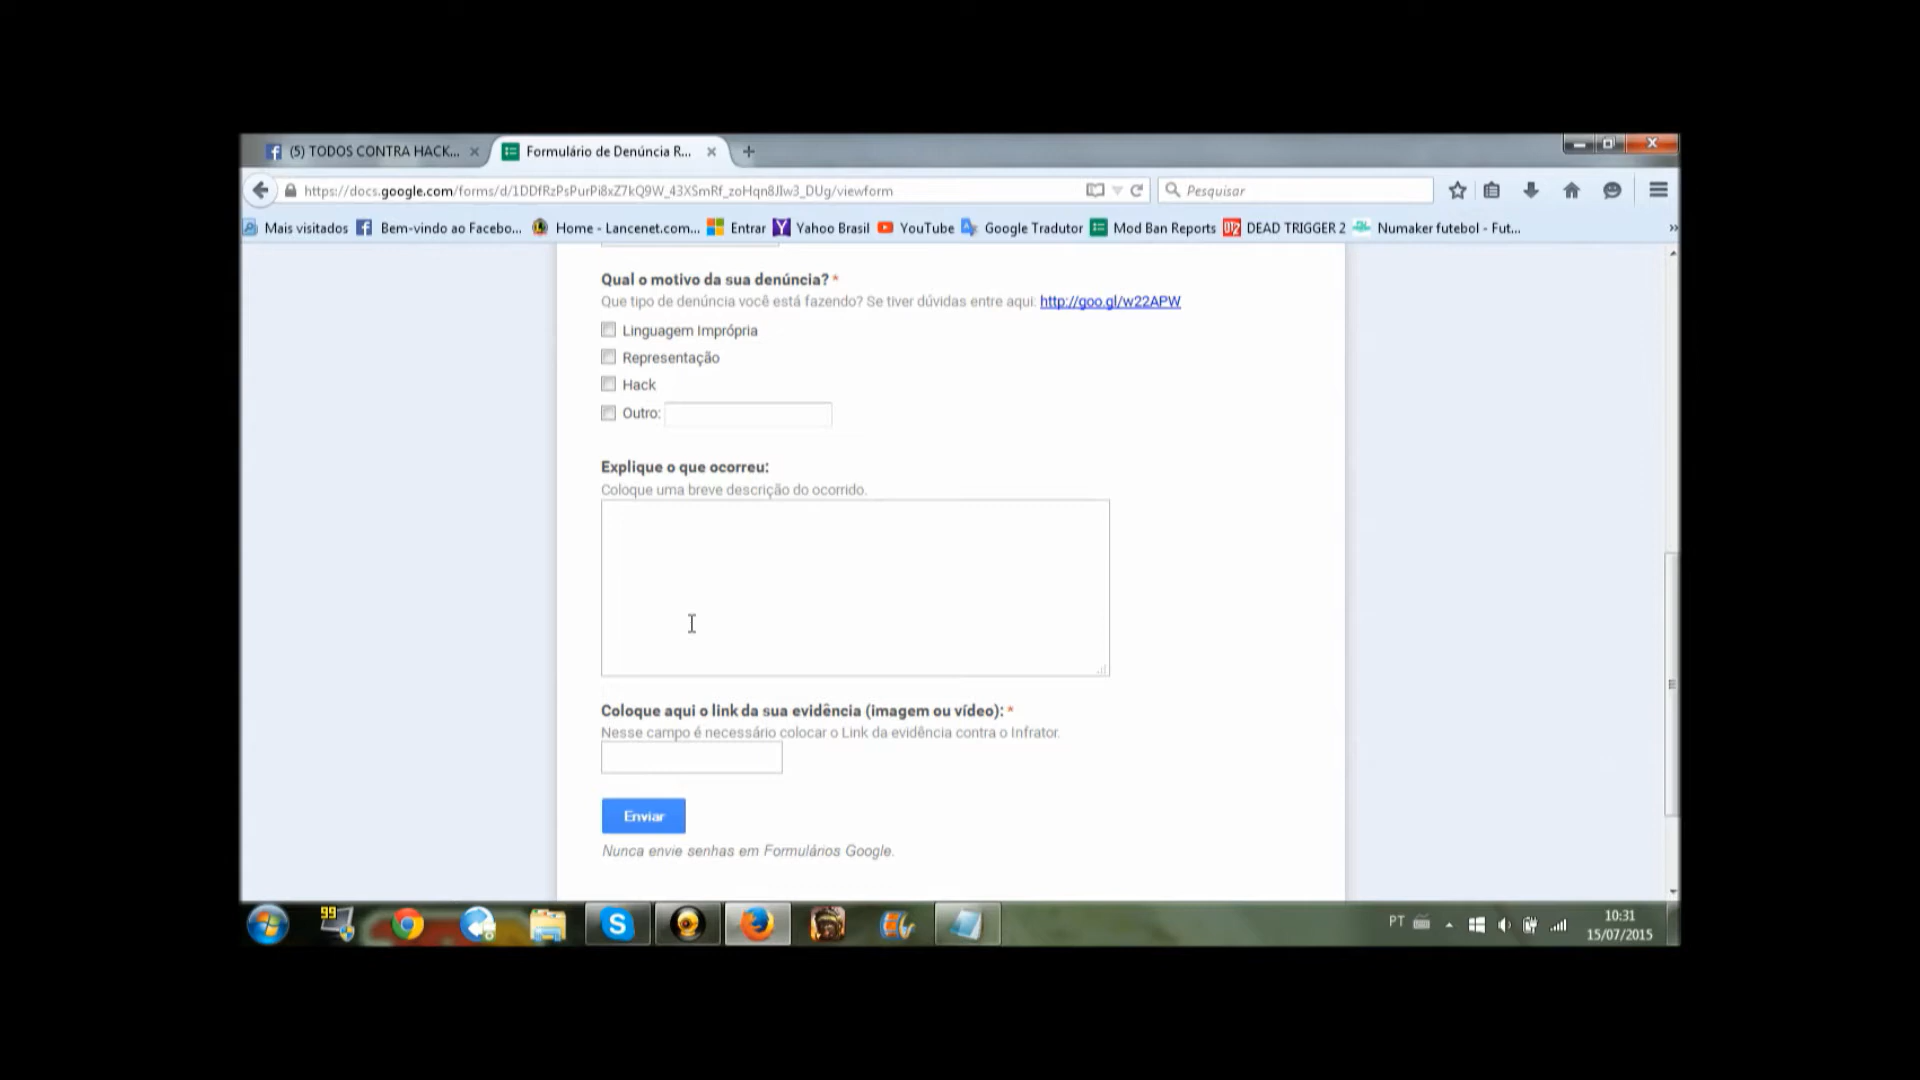 (5) TODOS CONTRA HACK...
Formulário de Denúncia R...
https://docs.google.com/forms/d/1DDfRzPsPurPi8xZ7kQ9W_43XSmRf_zoHqn8Jlw3_DUg/viewform
Pesquisar
Mais visitados
Bem-vindo ao Facebo...
Home - Lancenet.com...
Entrar
Yahoo Brasil
YouTube
Google Tradutor
Mod Ban Reports
DEAD TRIGGER 2
Numaker futebol - Fut...
Qual o motivo da sua denúncia? *
Que tipo de denúncia você está fazendo? Se tiver dúvidas entre aqui: http://goo.gl/w22APW
Linguagem Imprópria
Representação
Hack
Outro:
Explique o que ocorreu:
Coloque uma breve descrição do ocorrido.
Coloque aqui o link da sua evidência (imagem ou vídeo): *
Nesse campo é necessário colocar o Link da evidência contra o Infrator.
Enviar
Nunca envie senhas em Formulários Google.
99
PT
10:31
15/07/2015